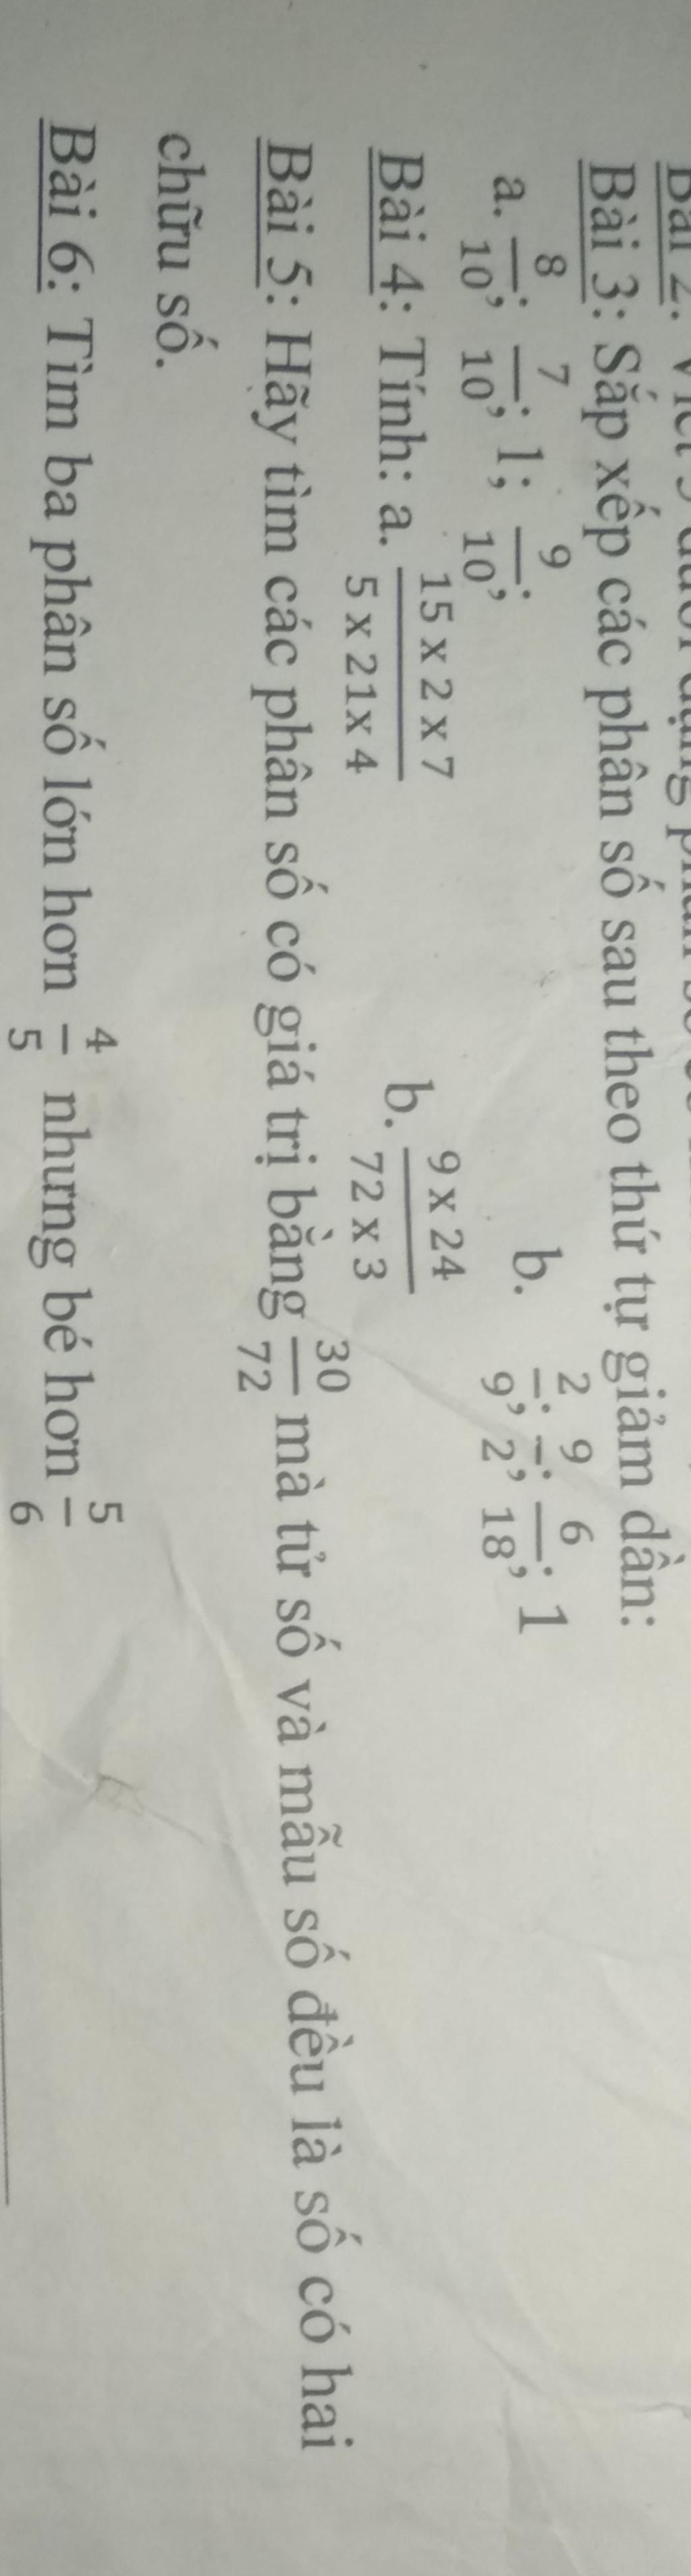 Bài 2:
Bài 3: Sắp xếp các phân số sau theo thứ tự giảm dần:
a. 8/10; 7/10; 1; 9/10; b. 2/9; 9/2; 6/18; 1
Bài 4: Tính: a. (15 x 2 x 7)/(5 x 21x 4) b. (9 x 24)/(72 x 3)
Bài 5: Hãy tìm các phân số có giá trị bằng 30/72 mà tử số và mẫu số đều là số có hai
chữu số.
Bài 6: Tìm ba phân số lớn hơn 4/5 nhưng bé hơn 5/6